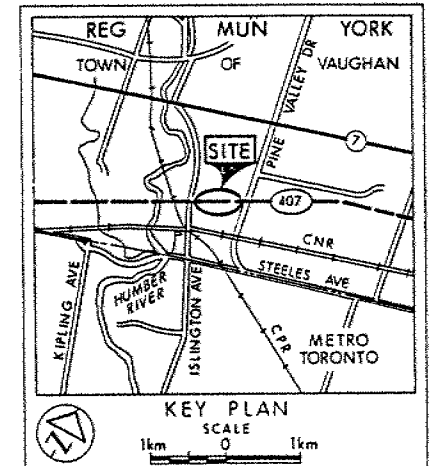 REG MUN YORK
TOWN OF VAUGHAN
PINE VALLEY DR
7
SITE
407
CNR
STEELES AVE
KIPLING AVE
HUMBER RIVER
ISLINGTON AVE
CPR
METRO TORONTO
N
KEY PLAN
SCALE
1km 0 1km